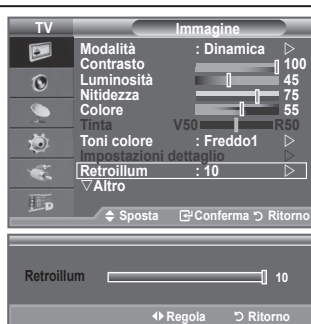 TV Immagine
Modalità : Dinamica
Contrasto 100
Luminosità 45
Nitidezza 75
Colore 55
Tinta V50 R50
Toni colore : Freddo1
Impostazioni dettaglio
Retroillum : 10
▽Altro
Sposta Conferma Ritorno
Retroillum 10
Regola Ritorno